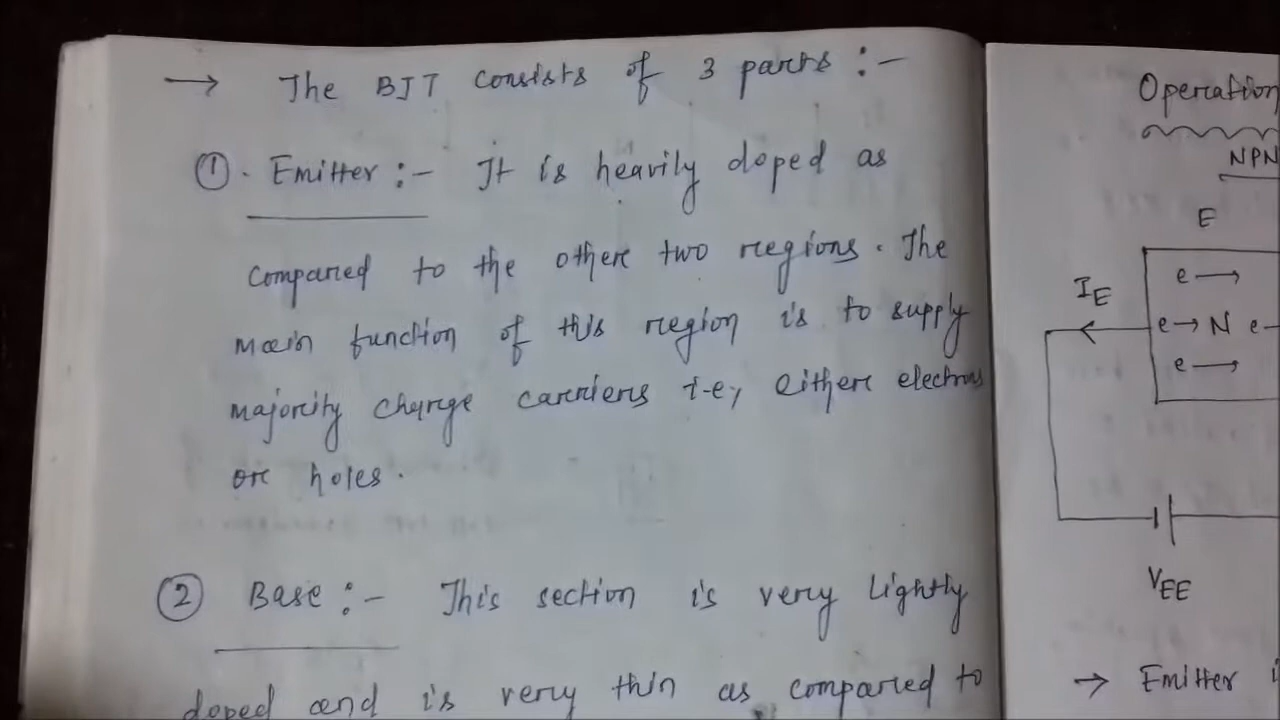 → The BJT consists of 3 parts :-
① . Emitter :- It is heavily doped as
compared to the other two regions. The
main function of this region is to supply
majority charge carriers i.e, either electrons
or holes.
② Base :- This section is very lightly
doped and is very thin as compared to
Operation
NPN
E
I_E
e →
e → N e-
e →
V_EE
→ Emitter i